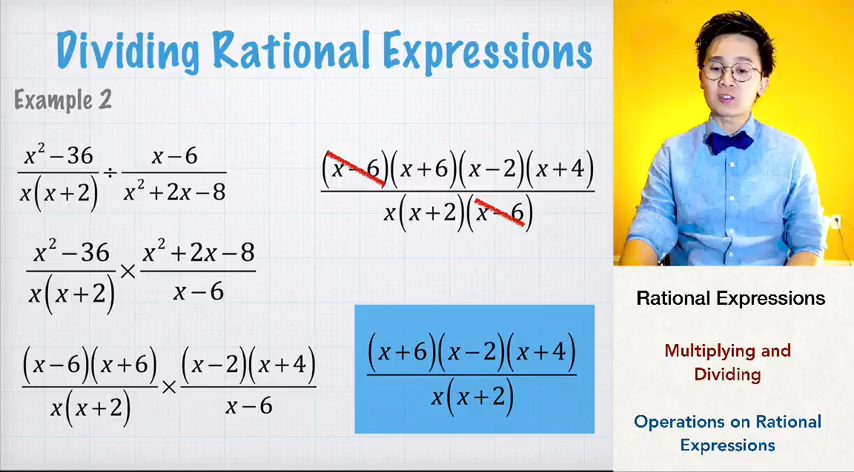 Dividing Rational Expressions
Example 2
(x² − 36)/(x(x + 2)) ÷ (x − 6)/(x² + 2x − 8)
(x² − 36)/(x(x + 2)) × (x² + 2x − 8)/(x − 6)
((x − 6)(x + 6))/(x(x + 2)) × ((x − 2)(x + 4))/(x − 6)
((x − 6)(x + 6)(x − 2)(x + 4))/(x(x + 2)(x − 6))
((x + 6)(x − 2)(x + 4))/(x(x + 2))
Rational Expressions
Multiplying and
Dividing
Operations on Rational
Expressions